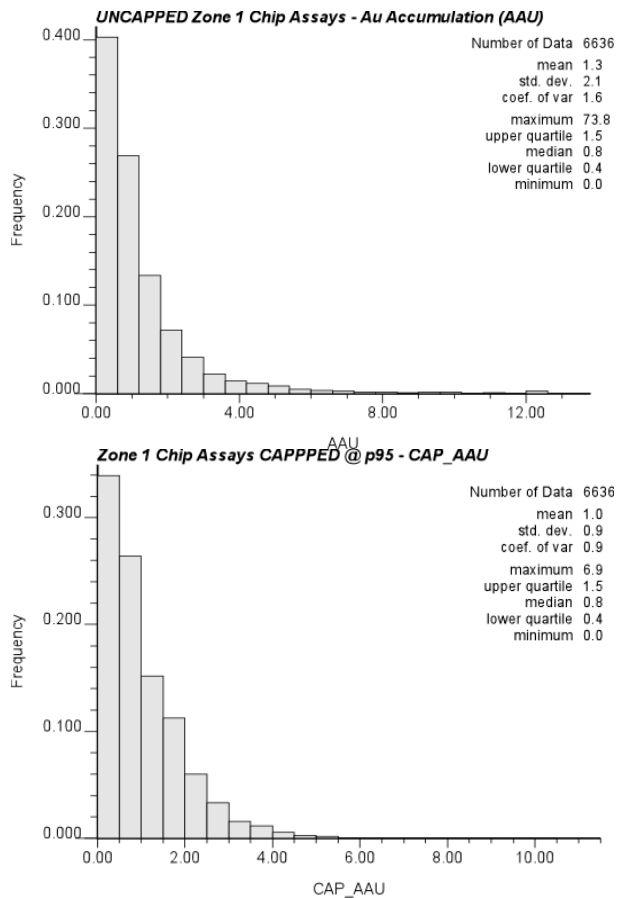 UNCAPPED Zone 1 Chip Assays - Au Accumulation (AAU)
Number of Data 6636
mean 1.3
std. dev. 2.1
coef. of var 1.6
maximum 73.8
upper quartile 1.5
median 0.8
lower quartile 0.4
minimum 0.0
Frequency
0.400
0.300
0.200
0.100
0.000
0.00 4.00 8.00 12.00
AAU
Zone 1 Chip Assays CAPPPED @ p95 - CAP_AAU
Number of Data 6636
mean 1.0
std. dev. 0.9
coef. of var 0.9
maximum 6.9
upper quartile 1.5
median 0.8
lower quartile 0.4
minimum 0.0
Frequency
0.300
0.200
0.100
0.000
0.00 2.00 4.00 6.00 8.00 10.00
CAP_AAU